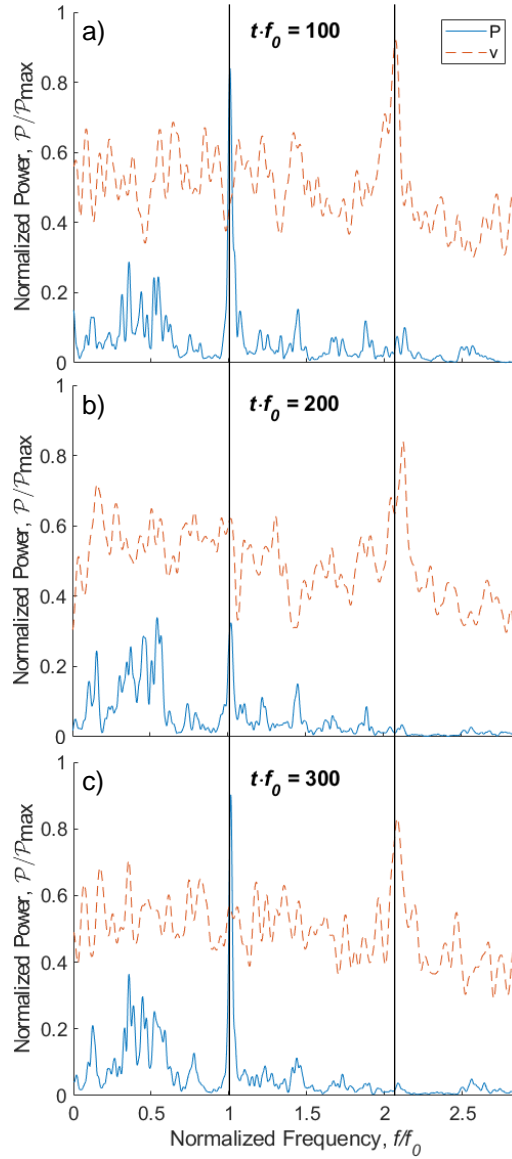 a)
t·f0 = 100
P
v
1
0.8
0.6
0.4
0.2
0
Normalized Power, 𝒫/𝒫max
b)
t·f0 = 200
1
0.8
0.6
0.4
0.2
0
Normalized Power, 𝒫/𝒫max
c)
t·f0 = 300
1
0.8
0.6
0.4
0.2
0
Normalized Power, 𝒫/𝒫max
0 0.5 1 1.5 2 2.5
Normalized Frequency, f/f0